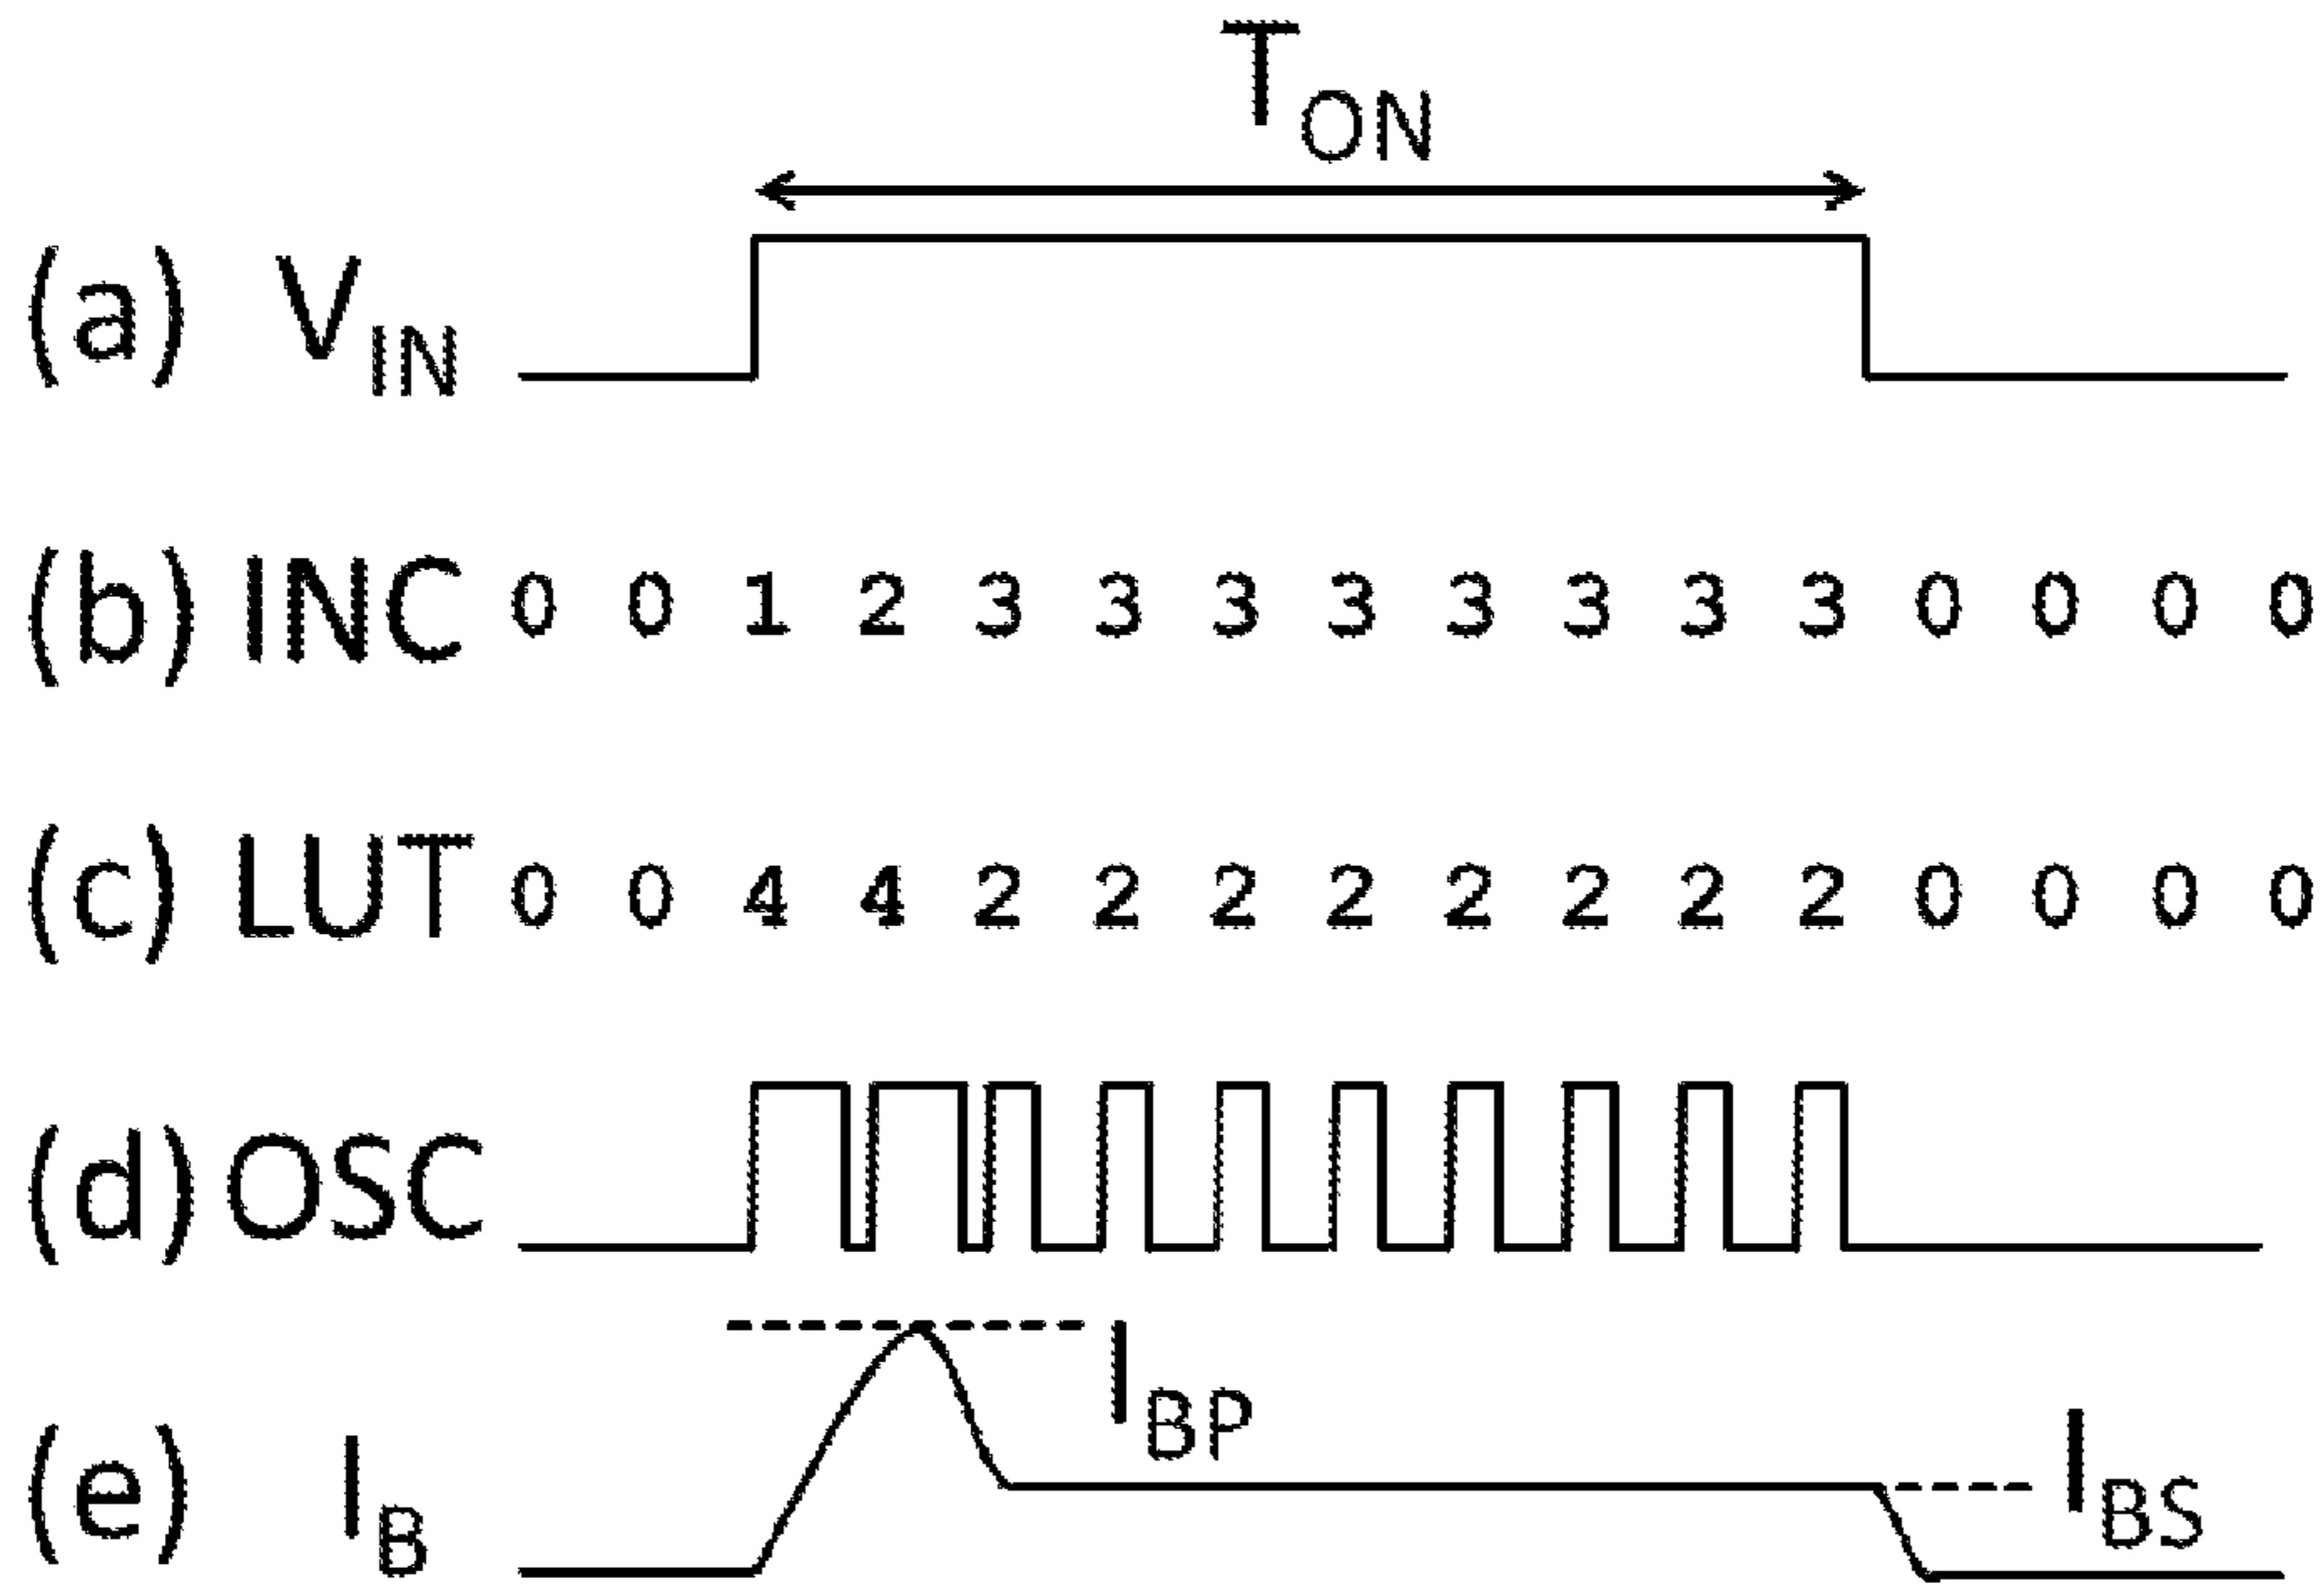 TON
(a) VIN
(b) INC 0 0 1 2 3 3 3 3 3 3 3 3 0 0 0 0
(c) LUT 0 0 4 4 2 2 2 2 2 2 2 2 0 0 0 0
(d) OSC
IBP
(e) IB
IBS